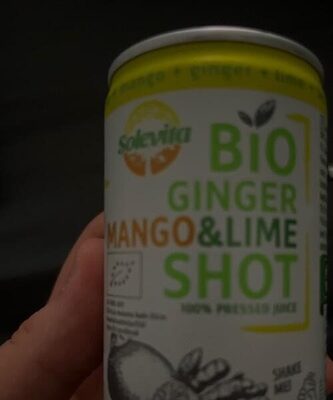 mango + ginger + lime
Solevita
BIO
GINGER
MANGO&LIME
SHOT
100% PRESSED JUICE
SHAKE
ME!